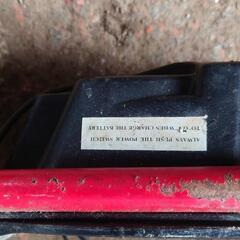 ALWAYS PUSH THE POWER SWITCH
TO "OFF" WHEN CHARGE THE BATTERY